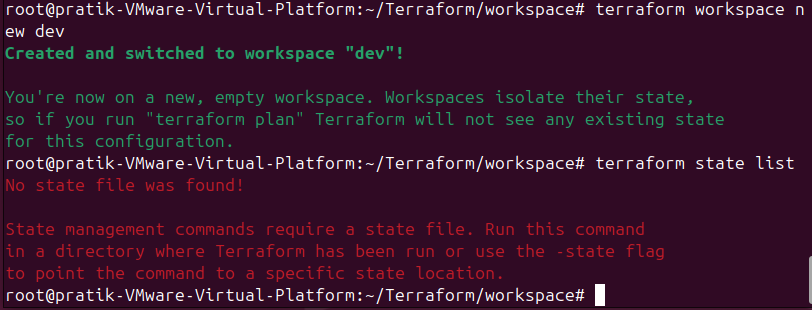 root@pratik-VMware-Virtual-Platform:~/Terraform/workspace# terraform workspace n
ew dev
Created and switched to workspace "dev"!
You're now on a new, empty workspace. Workspaces isolate their state,
so if you run "terraform plan" Terraform will not see any existing state
for this configuration.
root@pratik-VMware-Virtual-Platform:~/Terraform/workspace# terraform state list
No state file was found!
State management commands require a state file. Run this command
in a directory where Terraform has been run or use the -state flag
to point the command to a specific state location.
root@pratik-VMware-Virtual-Platform:~/Terraform/workspace#